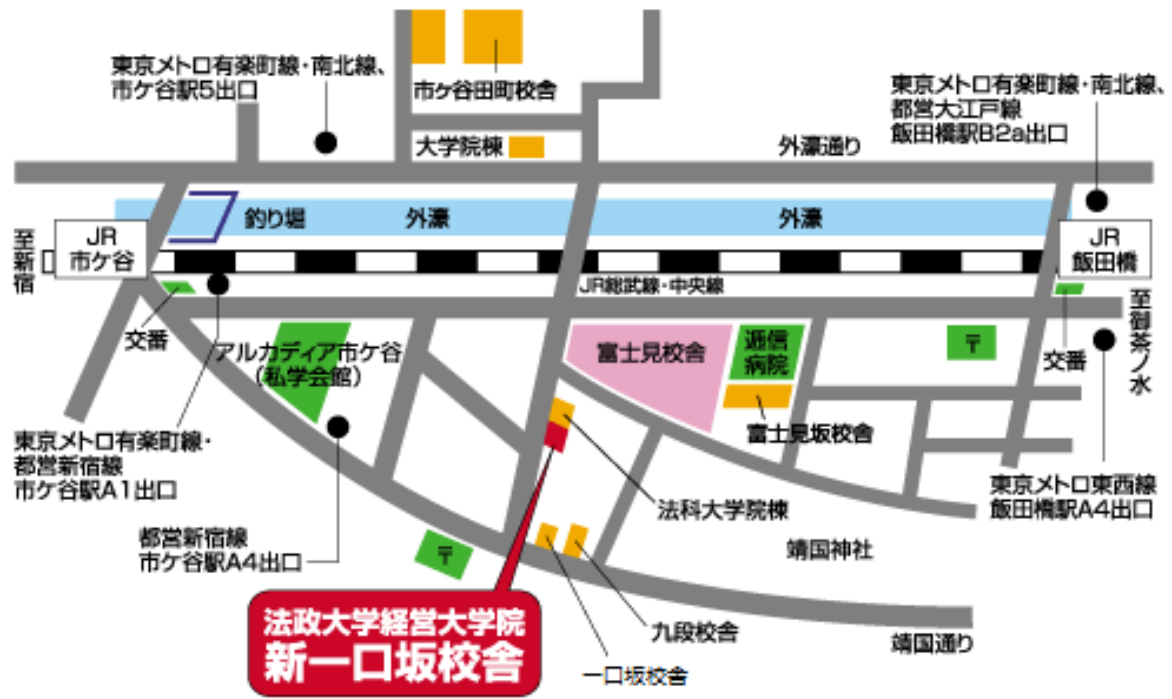 東京メトロ有楽町線・南北線、
市ケ谷駅5出口
市ケ谷田町校舎
大学院棟
外濠通り
東京メトロ有楽町線・南北線、
都営大江戸線
飯田橋駅B2a出口
至新宿
JR
市ケ谷
釣り堀
外濠
外濠
JR
飯田橋
JR総武線・中央線
至御茶ノ水
交番
アルカディア市ケ谷
(私学会館)
富士見校舎
逓信
病院
〒
交番
富士見坂校舎
東京メトロ有楽町線・
都営新宿線
市ケ谷駅A1出口
都営新宿線
市ケ谷駅A4出口
〒
法科大学院棟
靖国神社
東京メトロ東西線
飯田橋駅A4出口
法政大学経営大学院
新一口坂校舎
九段校舎
一口坂校舎
靖国通り